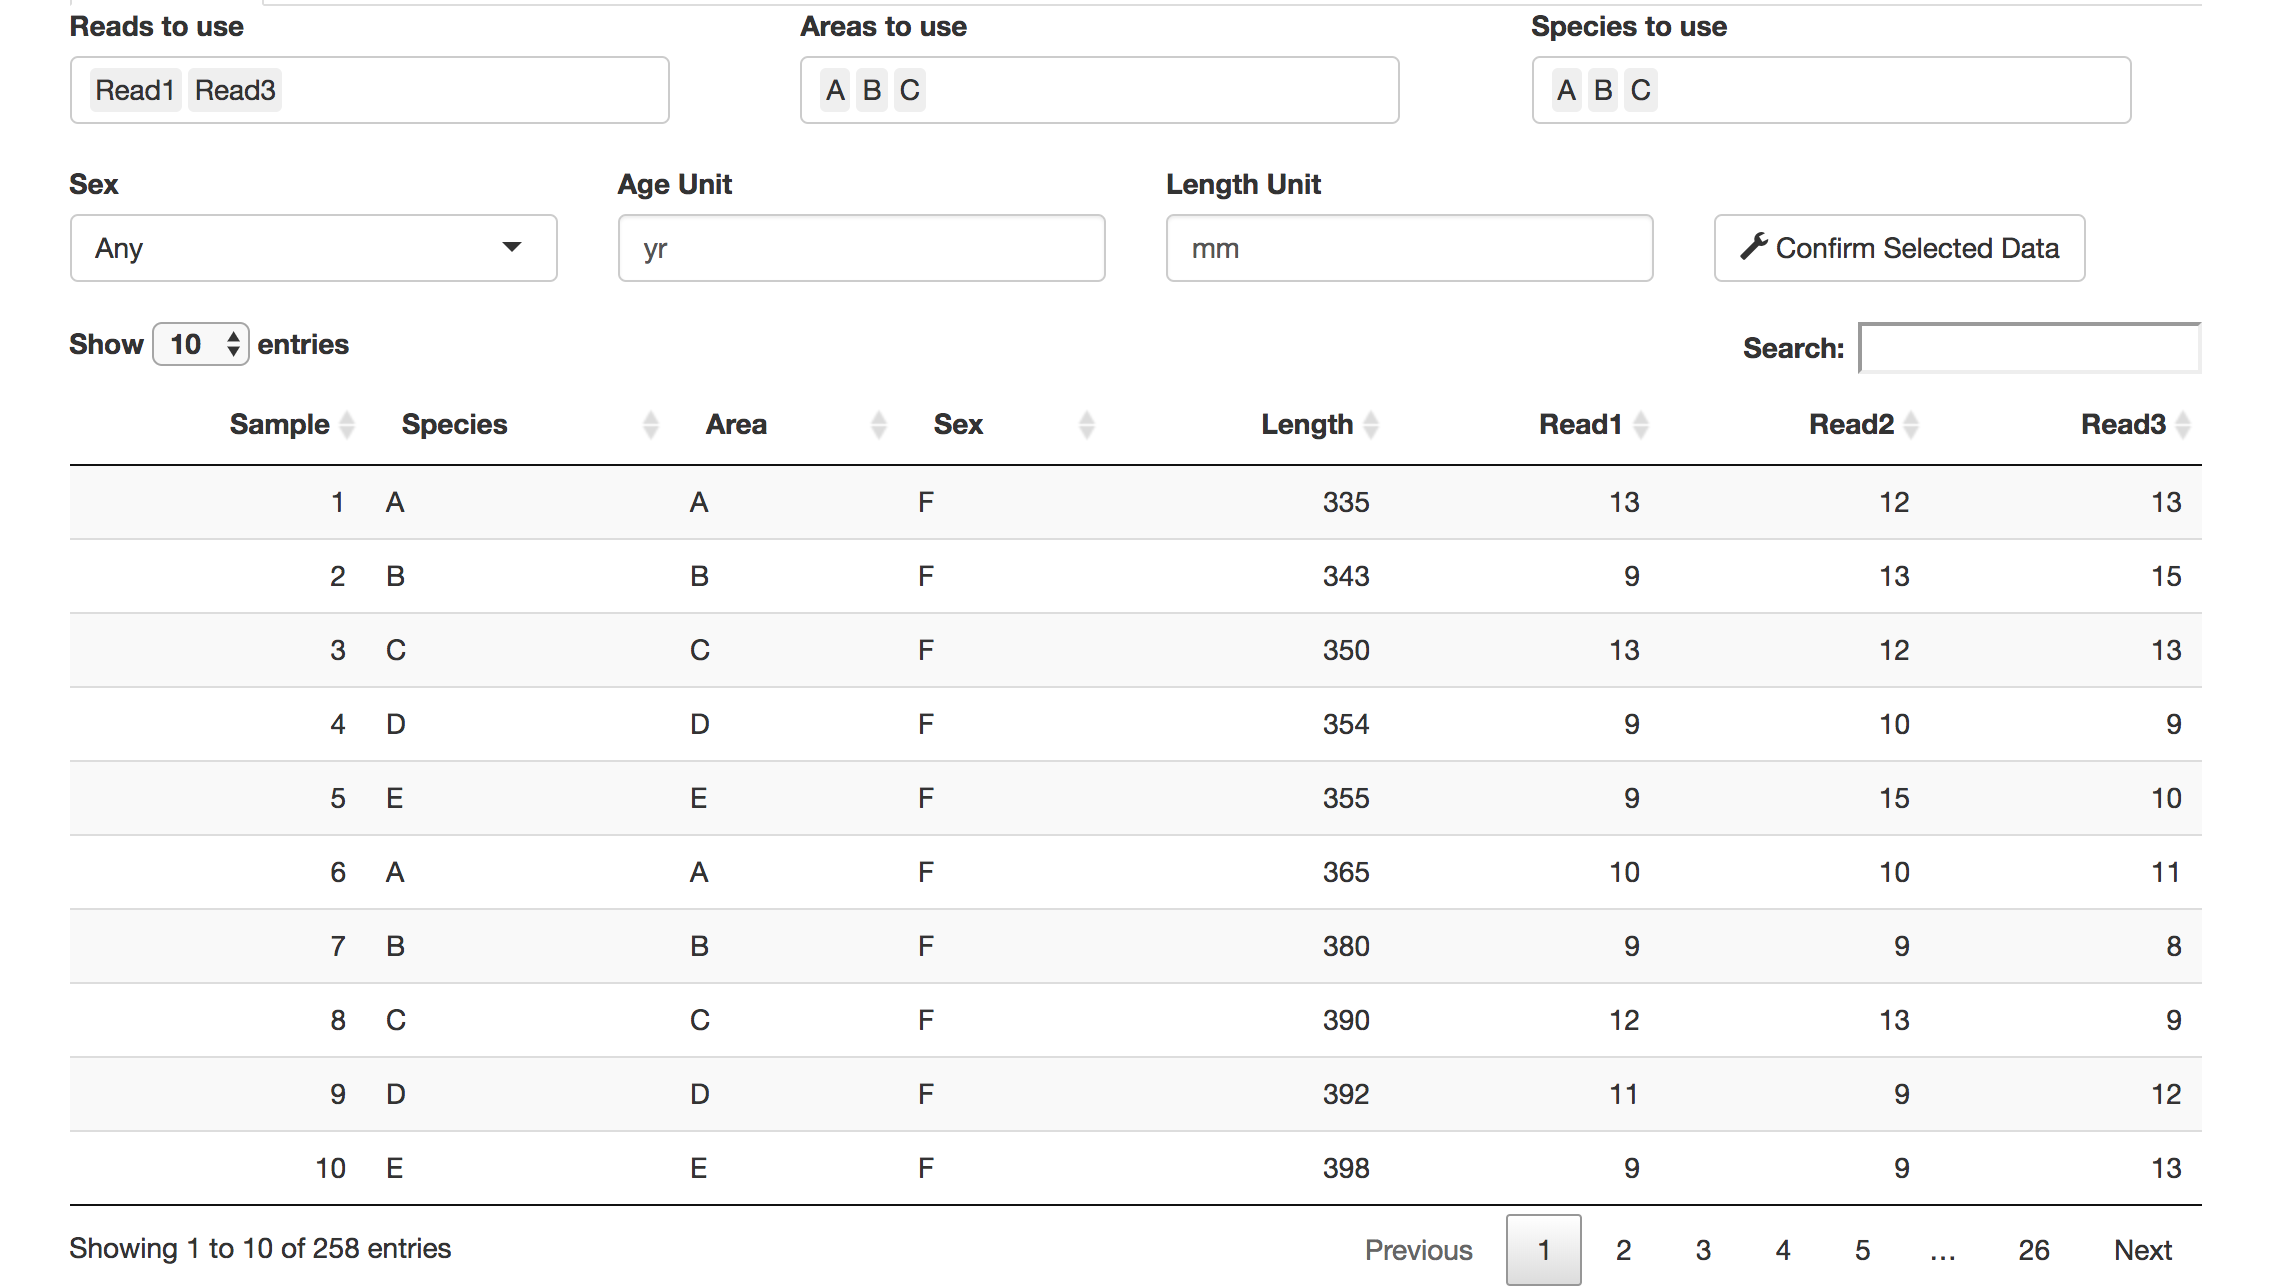 Reads to use Areas to use Species to use
Read1 Read3 A B C A B C
Sex Age Unit Length Unit
Any yr mm Confirm Selected Data
Show 10 entries Search:
Sample Species Area Sex Length Read1 Read2 Read3
1 A A F 335 13 12 13
2 B B F 343 9 13 15
3 C C F 350 13 12 13
4 D D F 354 9 10 9
5 E E F 355 9 15 10
6 A A F 365 10 10 11
7 B B F 380 9 9 8
8 C C F 390 12 13 9
9 D D F 392 11 9 12
10 E E F 398 9 9 13
Showing 1 to 10 of 258 entries Previous 1 2 3 4 5 … 26 Next